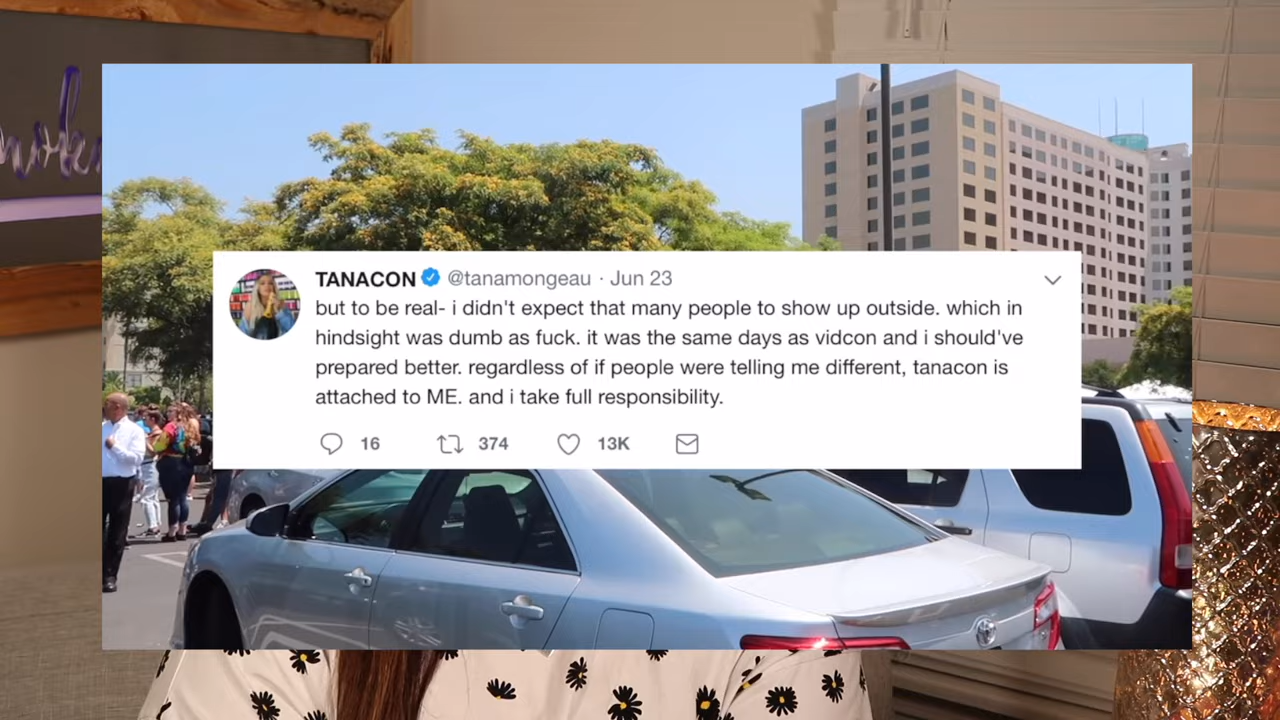 TANACON @tanamongeau · Jun 23
but to be real- i didn't expect that many people to show up outside. which in
hindsight was dumb as fuck. it was the same days as vidcon and i should've
prepared better. regardless of if people were telling me different, tanacon is
attached to ME. and i take full responsibility.
16 374 13K